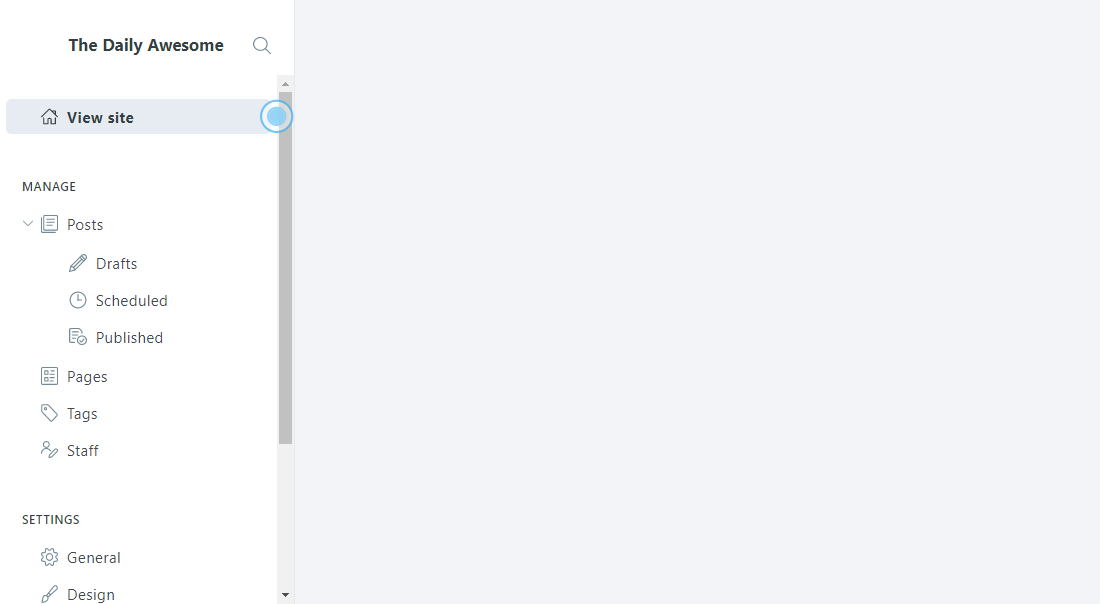 The Daily Awesome
View site
MANAGE
Posts
Drafts
Scheduled
Published
Pages
Tags
Staff
SETTINGS
General
Design